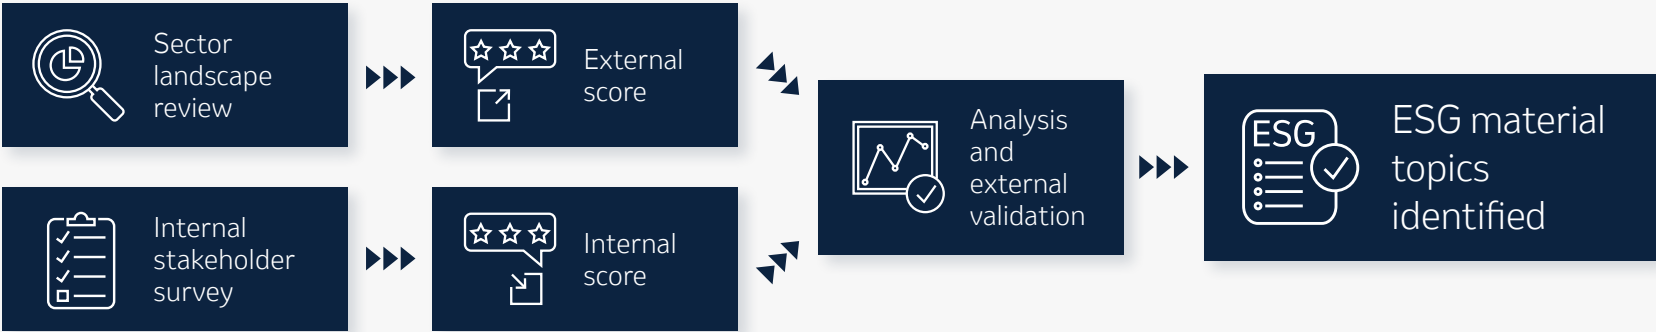 Sector
landscape
review
External
score
Internal
stakeholder
survey
Internal
score
Analysis
and
external
validation
ESG
ESG material
topics
identified